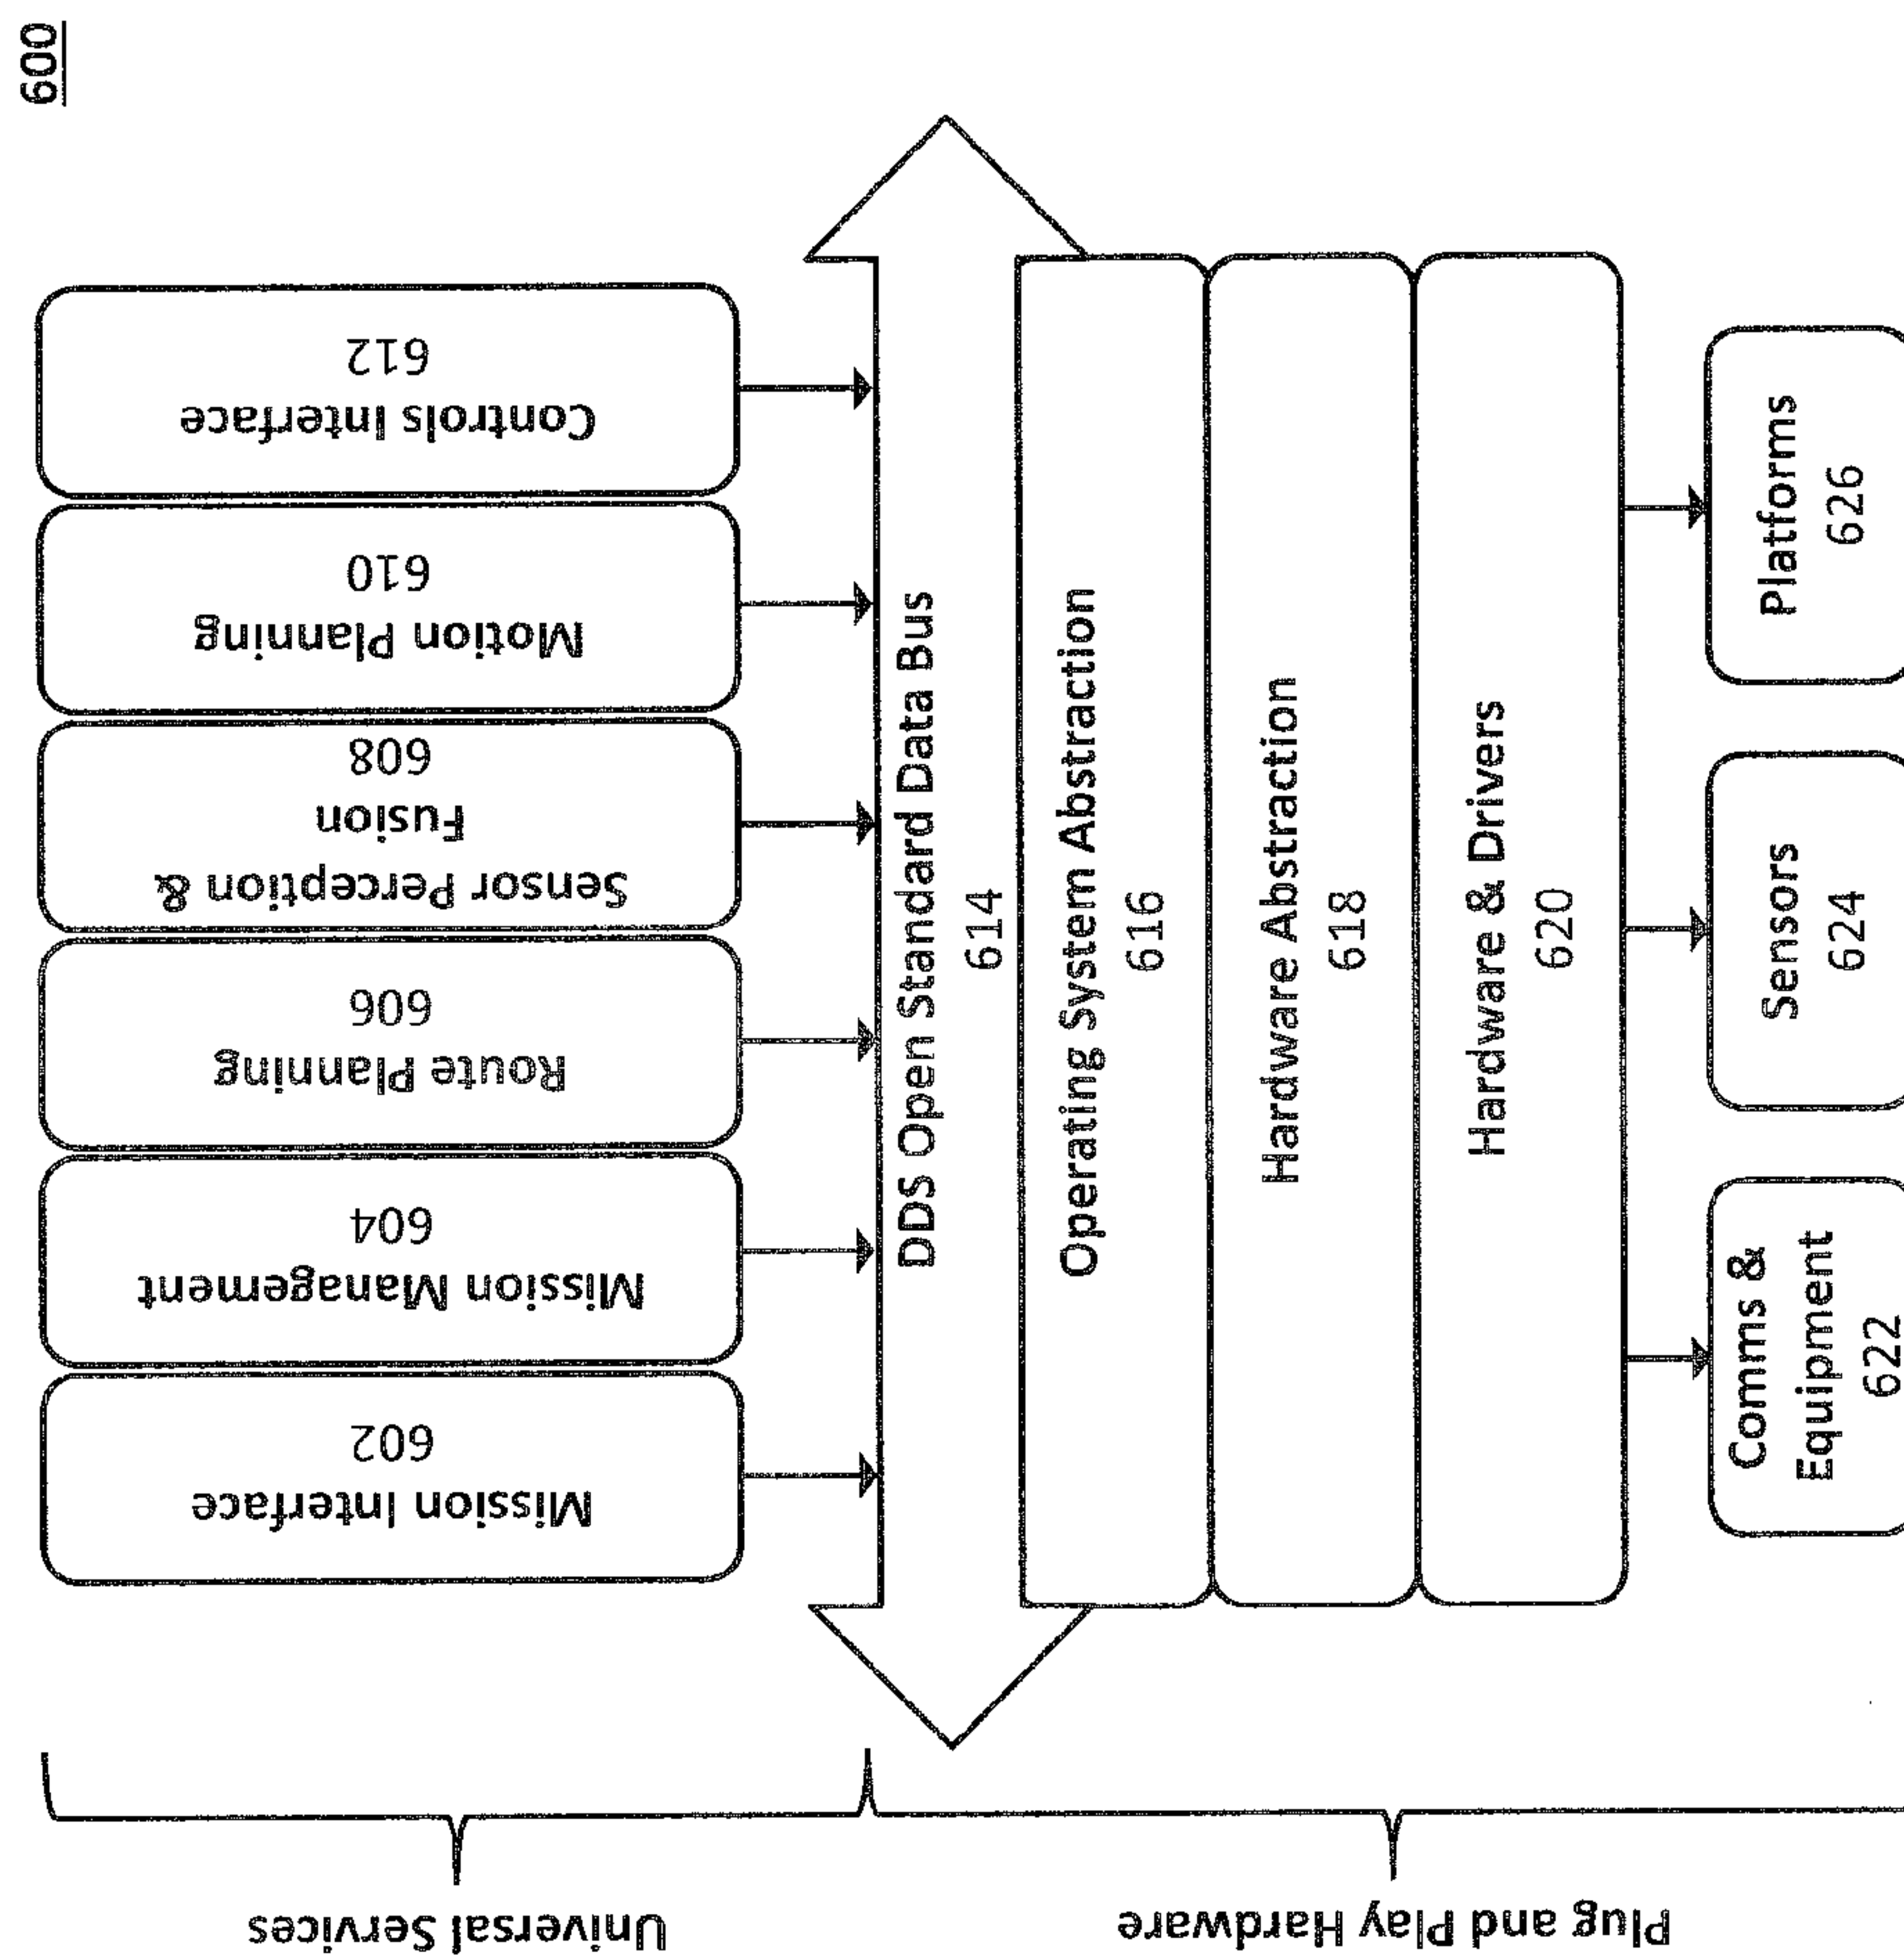 600
Universal Services
Mission Interface
602
Mission Management
604
Route Planning
606
Sensor Perception &
Fusion
608
Motion Planning
610
Controls Interface
612
DDS Open Standard Data Bus
614
Plug and Play Hardware
Operating System Abstraction
616
Hardware Abstraction
618
Hardware & Drivers
620
Comms &
Equipment
622
Sensors
624
Platforms
626